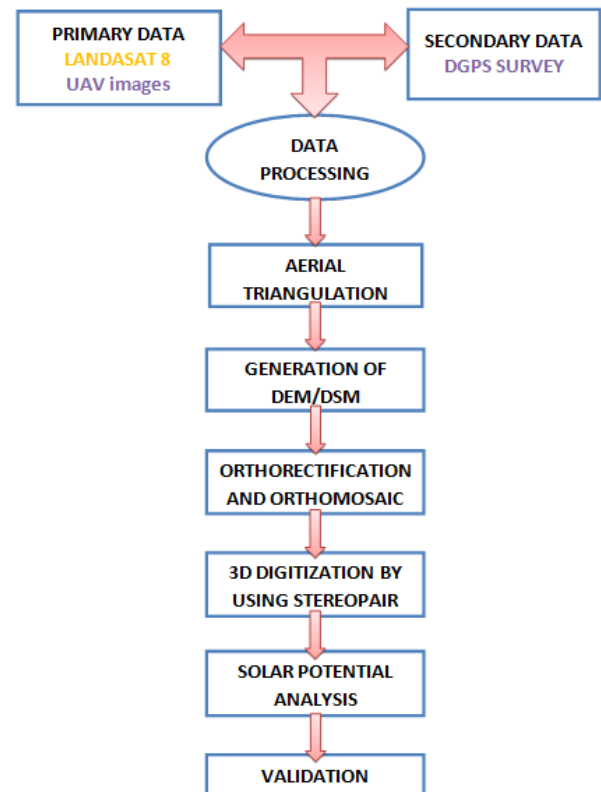 PRIMARY DATA
LANDASAT 8
UAV images
SECONDARY DATA
DGPS SURVEY
DATA
PROCESSING
AERIAL
TRIANGULATION
GENERATION OF
DEM/DSM
ORTHORECTIFICATION
AND ORTHOMOSAIC
3D DIGITIZATION BY
USING STEREOPAIR
SOLAR POTENTIAL
ANALYSIS
VALIDATION